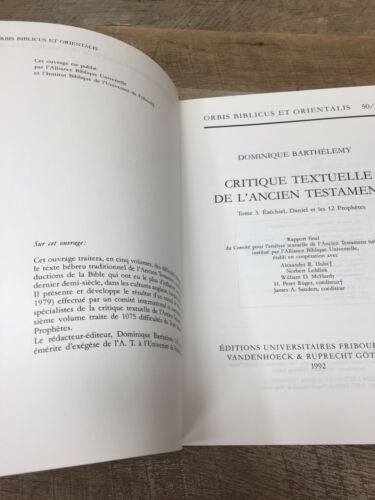 ORBIS BIBLICUS ET ORIENTALIS
Cet ouvrage est publié
par l'Alliance Biblique Universelle
et l'Institut Biblique de l'Université de Fribourg
Sur cet ouvrage:
Cet ouvrage traitera, en cinq volumes, des difficultés
le texte hébreu traditionnel de l'Ancien Testament
ductions de la Bible qui ont eu le plus d'influence
dernier demi-siècle, dans les cultures anglaise
Il présente et développe le résultat d'un
1979) effectué par un comité international
spécialistes de la critique textuelle de l'Ancien
sième volume traite de 1075 difficultés du
Prophètes.
Le rédacteur-éditeur, Dominique Barthélemy
émérite d'exégèse de l'A. T. à l'Université de
ORBIS BIBLICUS ET ORIENTALIS 50/
DOMINIQUE BARTHÉLEMY
CRITIQUE TEXTUELLE
DE L'ANCIEN TESTAMEN
Tome 3. Ézéchiel, Daniel et les 12 Prophètes
Rapport final
du Comité pour l'analyse textuelle de l'Ancien Testament hé
institué par l'Alliance Biblique Universelle,
établi en coopération avec
Alexander R. Hulst†
Norbert Lohfink
William D. McHardy
H. Peter Rüger, coéditeur†
James A. Sanders, coéditeur
ÉDITIONS UNIVERSITAIRES FRIBOU
VANDENHOECK & RUPRECHT GÖT
1992